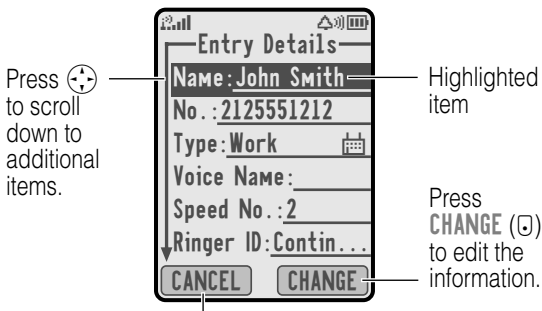 Entry Details
Press
to scroll
down to
additional
items.
Name:John Smith
No.:2125551212
Type:Work
Voice Name:
Speed No.:2
Ringer ID:Contin...
CANCEL
CHANGE
Highlighted
item
Press
CHANGE ( )
to edit the
information.